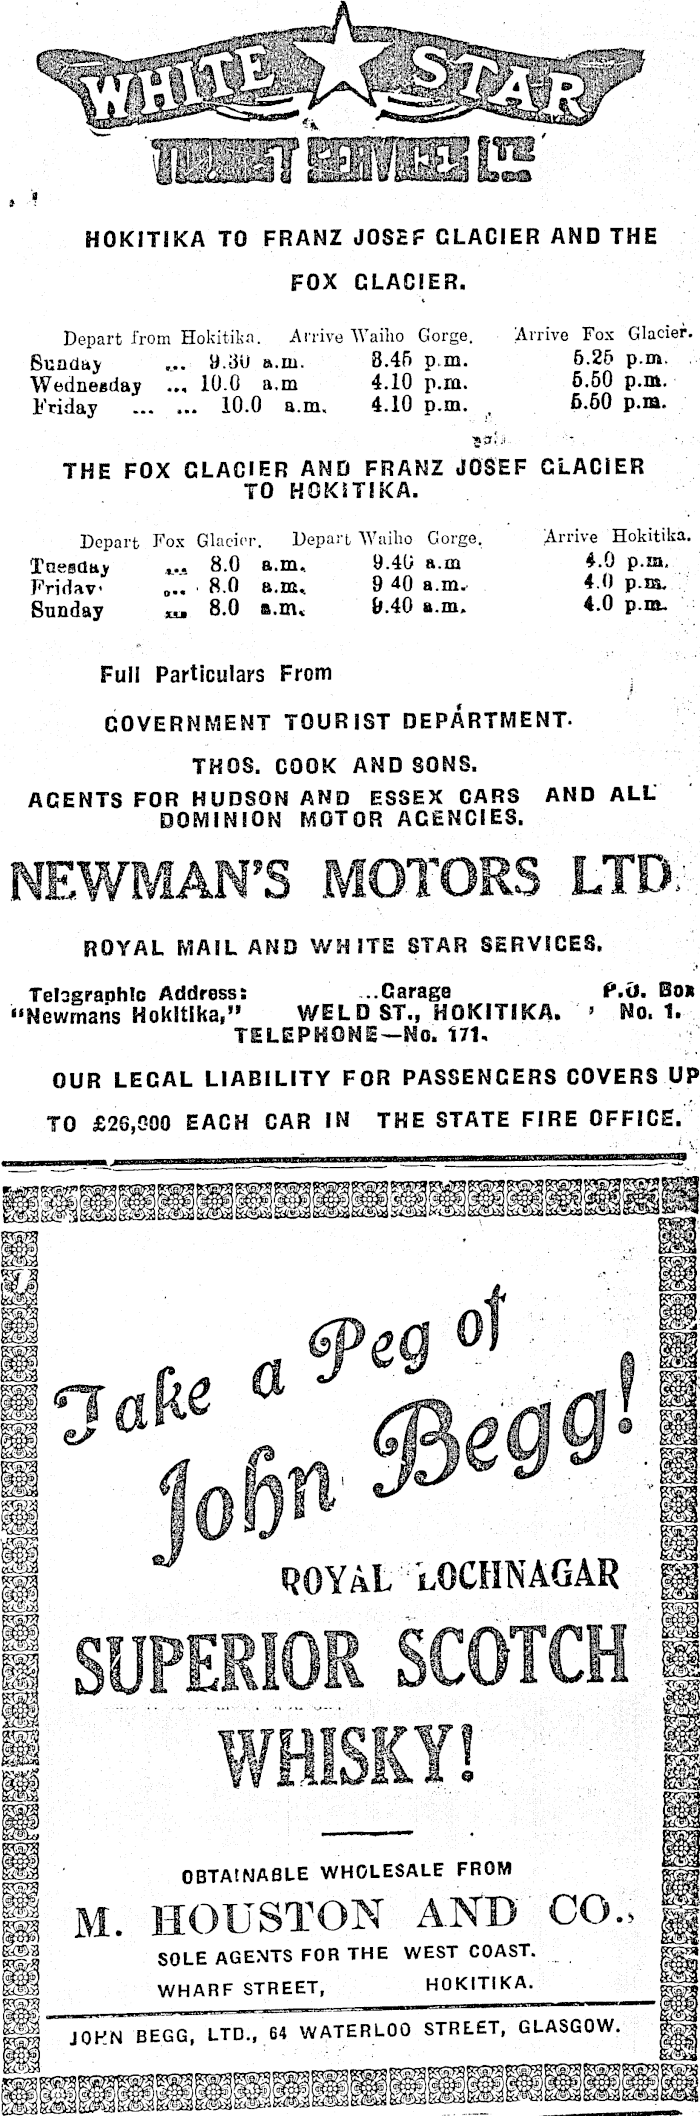 WHITE STAR
HOKITIKA TO FRANZ JOSEF GLACIER AND THE
FOX GLACIER.
Depart from Hokitika. Arrive Waiho Gorge. Arrive Fox Glacier.
Sunday ... 9.30 a.m. 3.45 p.m. 5.25 p.m.
Wednesday ... 10.0 a.m 4.10 p.m. 5.50 p.m.
Friday ... ... 10.0 a.m. 4.10 p.m. 5.50 p.m.
THE FOX GLACIER AND FRANZ JOSEF GLACIER
TO HOKITIKA.
Depart Fox Glacier. Depart Waiho Gorge. Arrive Hokitika.
Tuesday ... 8.0 a.m. 9.40 a.m 4.0 p.m.
Friday ... 8.0 a.m. 9 40 a.m. 4.0 p.m.
Sunday ... 8.0 a.m. 9.40 a.m. 4.0 p.m.
Full Particulars From
GOVERNMENT TOURIST DEPARTMENT.
THOS. COOK AND SONS.
AGENTS FOR HUDSON AND ESSEX CARS AND ALL
DOMINION MOTOR AGENCIES.
NEWMAN'S MOTORS LTD.
ROYAL MAIL AND WHITE STAR SERVICES.
Telegraphic Address: ...Garage P.O. Box
"Newmans Hokitika," WELD ST., HOKITIKA. , No. 1.
TELEPHONE—No. 171.
OUR LEGAL LIABILITY FOR PASSENGERS COVERS UP
TO £26,000 EACH CAR IN THE STATE FIRE OFFICE.
Take a Peg of
John Begg!
ROYAL LOCHNAGAR
SUPERIOR SCOTCH
WHISKY!
OBTAINABLE WHOLESALE FROM
M. HOUSTON AND CO.,
SOLE AGENTS FOR THE WEST COAST.
WHARF STREET, HOKITIKA.
JOHN BEGG, LTD., 64 WATERLOO STREET, GLASGOW.